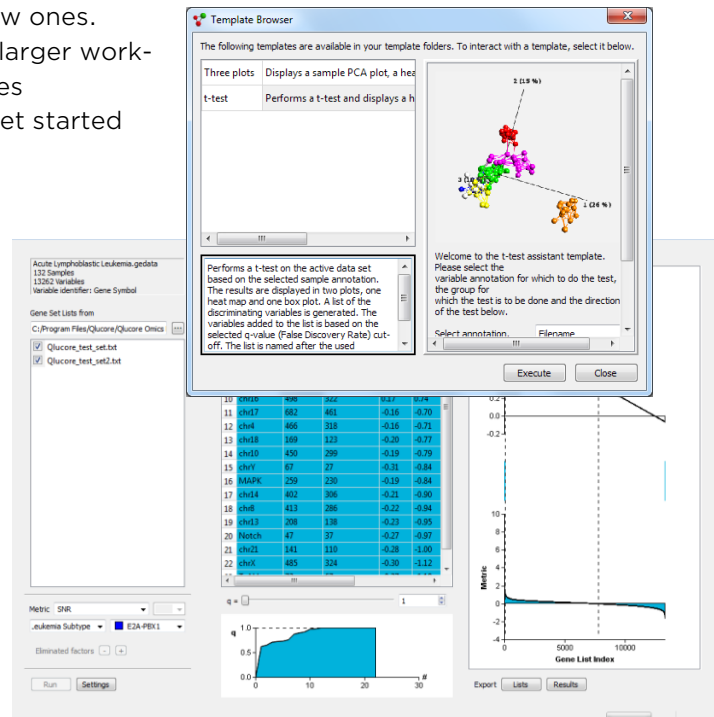 w ones.
larger work-
es
et started
Template Browser
The following templates are available in your template folders. To interact with a template, select it below.
Three plots Displays a sample PCA plot, a hea
t-test Performs a t-test and displays a h
2 (15 %)
1 (26 %)
Performs a t-test on the active data set
based on the selected sample annotation.
The results are displayed in two plots, one
heat map and one box plot. A list of the
discriminating variables is generated. The
variables added to the list is based on the
selected q-value (False Discovery Rate) cut-
off. The list is named after the used
Welcome to the t-test assistant template.
Please select the
variable annotation for which to do the test,
the group for
which the test is to be done and the direction
of the test below.
Select annotation. Filename
Execute Close
Acute Lymphoblastic Leukemia.gedata
132 Samples
13262 Variables
Variable identifier: Gene Symbol
Gene Set Lists from
C:/Program Files/Qlucore/Qlucore Omics ...
Qlucore_test_set.txt
Qlucore_test_set2.txt
10 chr16 498 322 0.17 0.74
11 chr17 682 461 -0.16 -0.70
12 chr4 466 318 -0.16 -0.71
13 chr18 169 123 -0.20 -0.77
14 chr10 450 299 -0.19 -0.79
15 chrY 67 27 -0.31 -0.84
16 MAPK 259 230 -0.19 -0.84
17 chr14 402 306 -0.21 -0.90
18 chr8 413 286 -0.22 -0.94
19 chr13 208 138 -0.23 -0.95
20 Notch 47 37 -0.27 -0.97
21 chr21 141 110 -0.28 -1.00
22 chrX 485 324 -0.30 -1.12
q = 1
q
1.0
0.5
0.0
0 10 20 30
#
0.2
0.0
-0.2
10
8
6
4
2
0
-2
-4
Metric
0 5000 10000
Gene List Index
Metric SNR
.eukemia Subtype E2A-PBX1
Eliminated factors - +
Run Settings
Export Lists Results